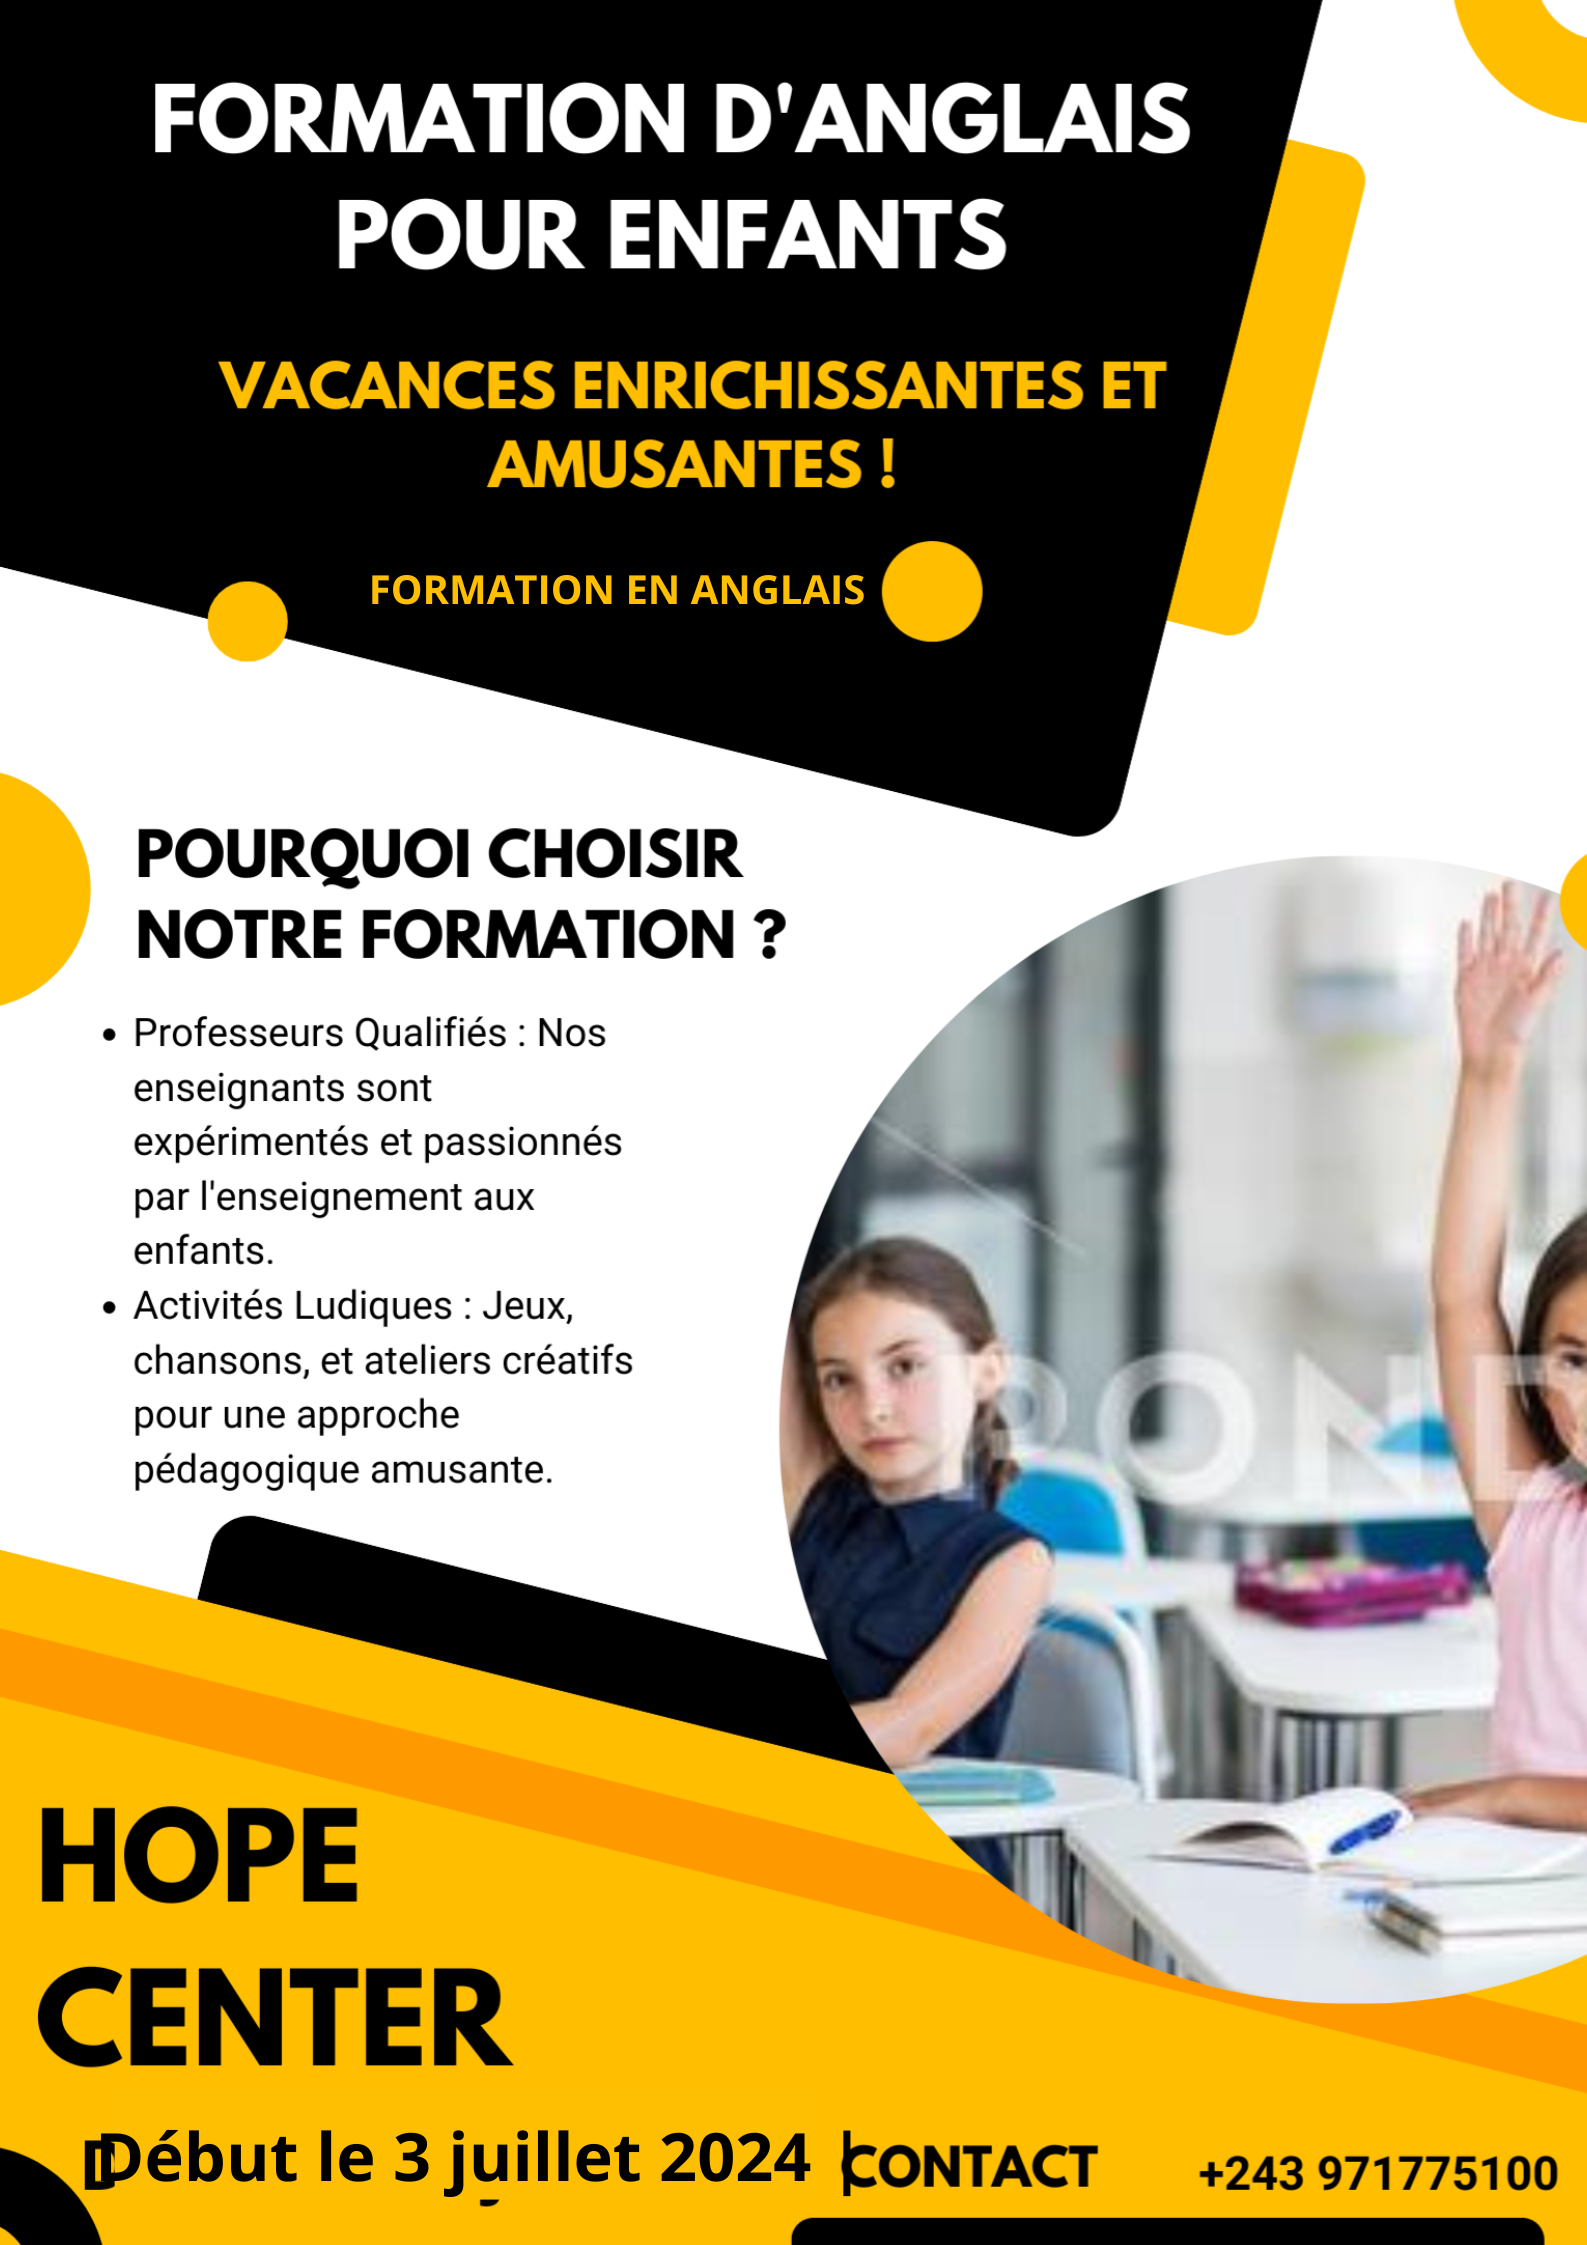 FORMATION D'ANGLAIS
POUR ENFANTS
VACANCES ENRICHISSANTES ET
AMUSANTES !
FORMATION EN ANGLAIS
POURQUOI CHOISIR
NOTRE FORMATION ?
• Professeurs Qualifiés : Nos
enseignants sont
expérimentés et passionnés
par l'enseignement aux
enfants.
• Activités Ludiques : Jeux,
chansons, et ateliers créatifs
pour une approche
pédagogique amusante.
HOPE
CENTER
Début le 3 juillet 2024
CONTACT
+243 971775100